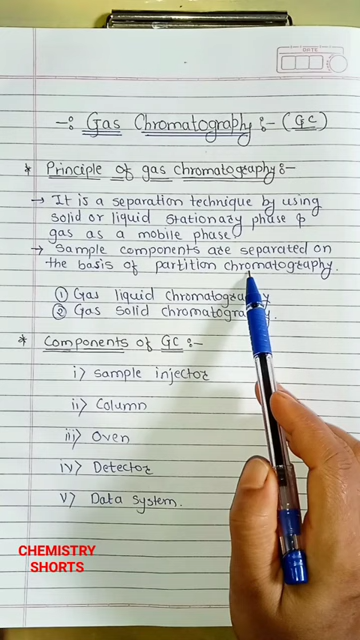 DATE
-: Gas Chromatography :- (GC)
* Principle of gas chromatography :-
→ It is a separation technique by using
solid or liquid stationary phase &
gas as a mobile phase
→ Sample components are separated on
the basis of partition chromatography.
① Gas liquid chromatography
② Gas solid chromatography.
* Components of GC :-
i> Sample injector
ii> Column
iii> Oven
iv> Detector
v> Data system.
CHEMISTRY
SHORTS